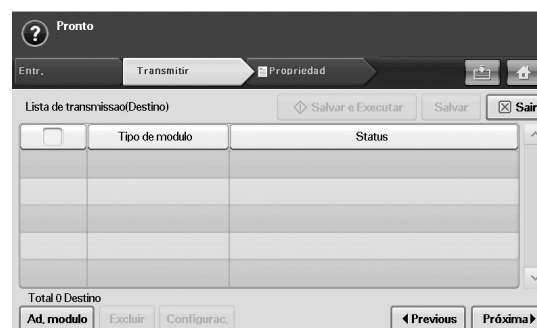 ? Pronto
Entr. Transmitir Propriedad
Lista de transmissao(Destino) Salvar e Executar Salvar Sair
Tipo de modulo Status
Total 0 Destino
Ad. modulo Excluir Configurac. Previous Próxima